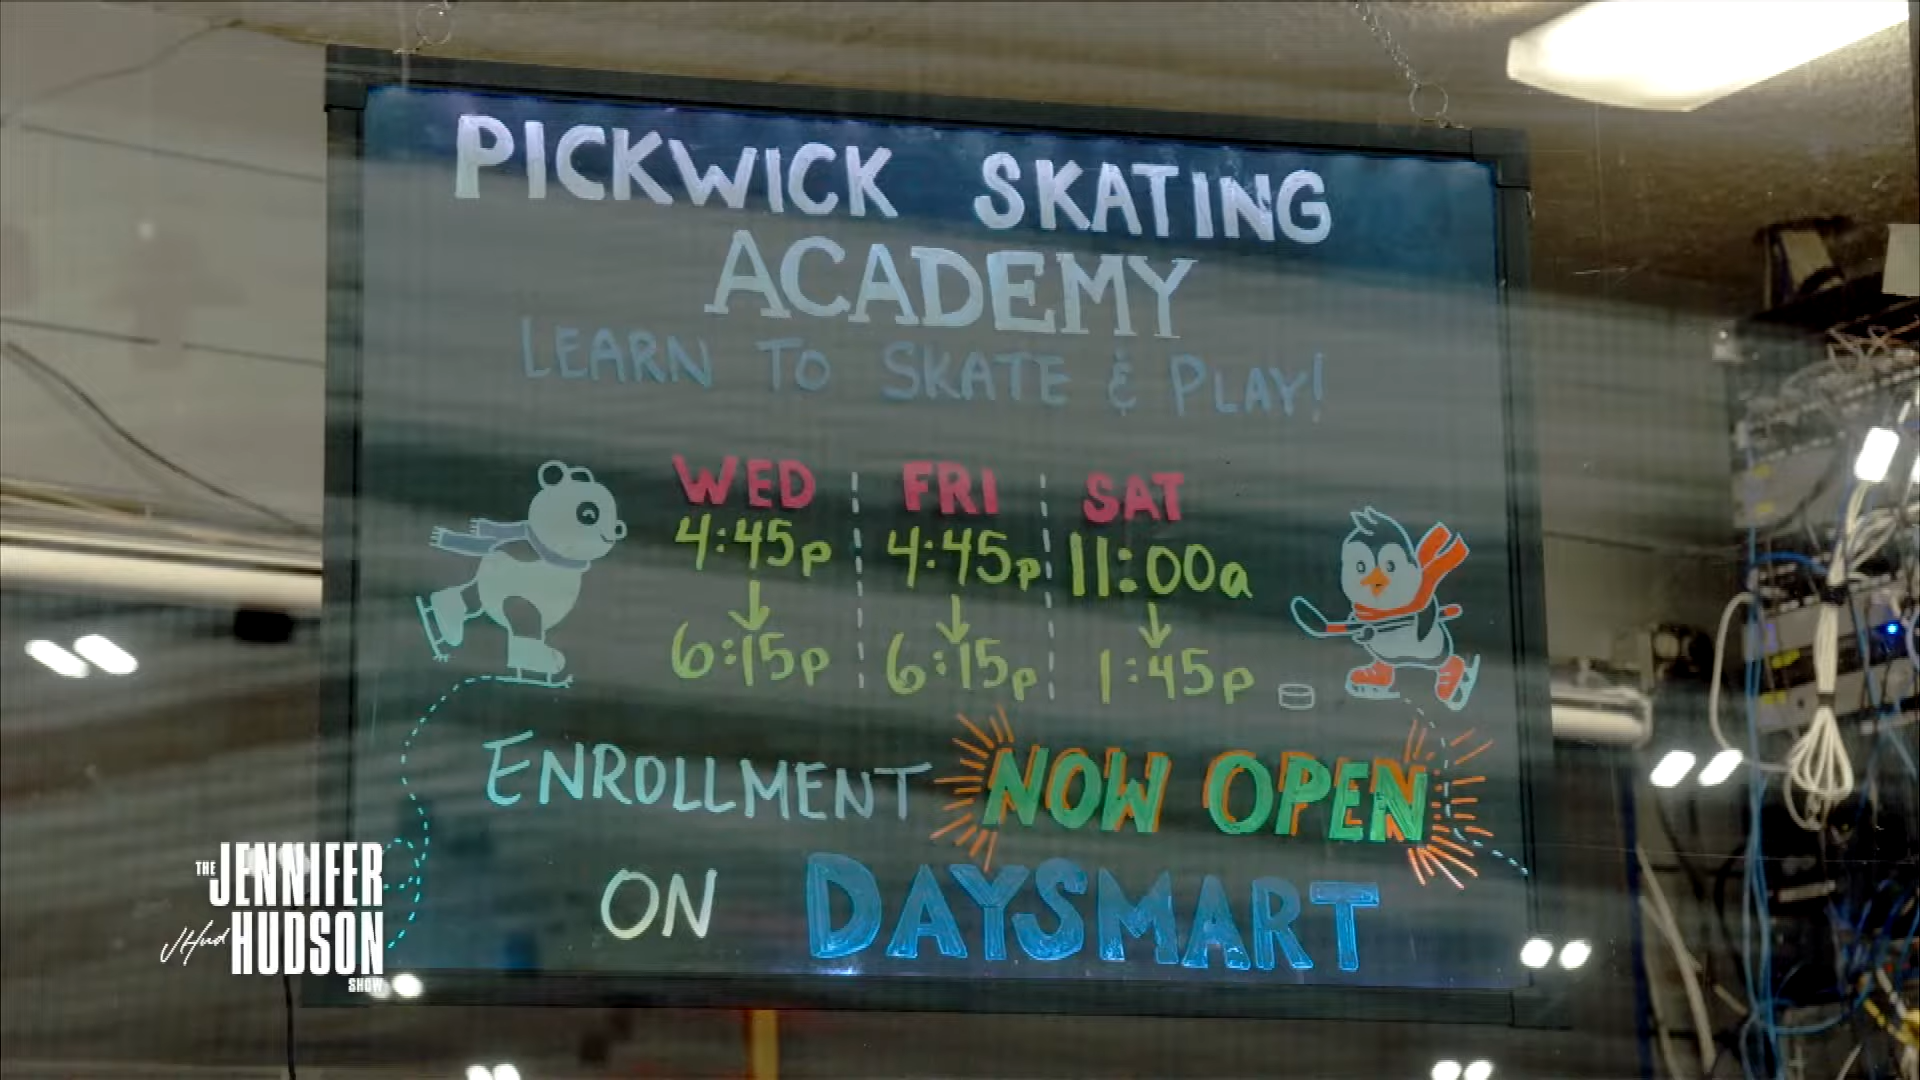 PICKWICK SKATING
ACADEMY
LEARN TO SKATE & PLAY!
WED FRI SAT
4:45p 4:45p 11:00a
6:15p 6:15p 1:45p
ENROLLMENT NOW OPEN
ON DAYSMART
THE
JENNIFER
JHud HUDSON
SHOW